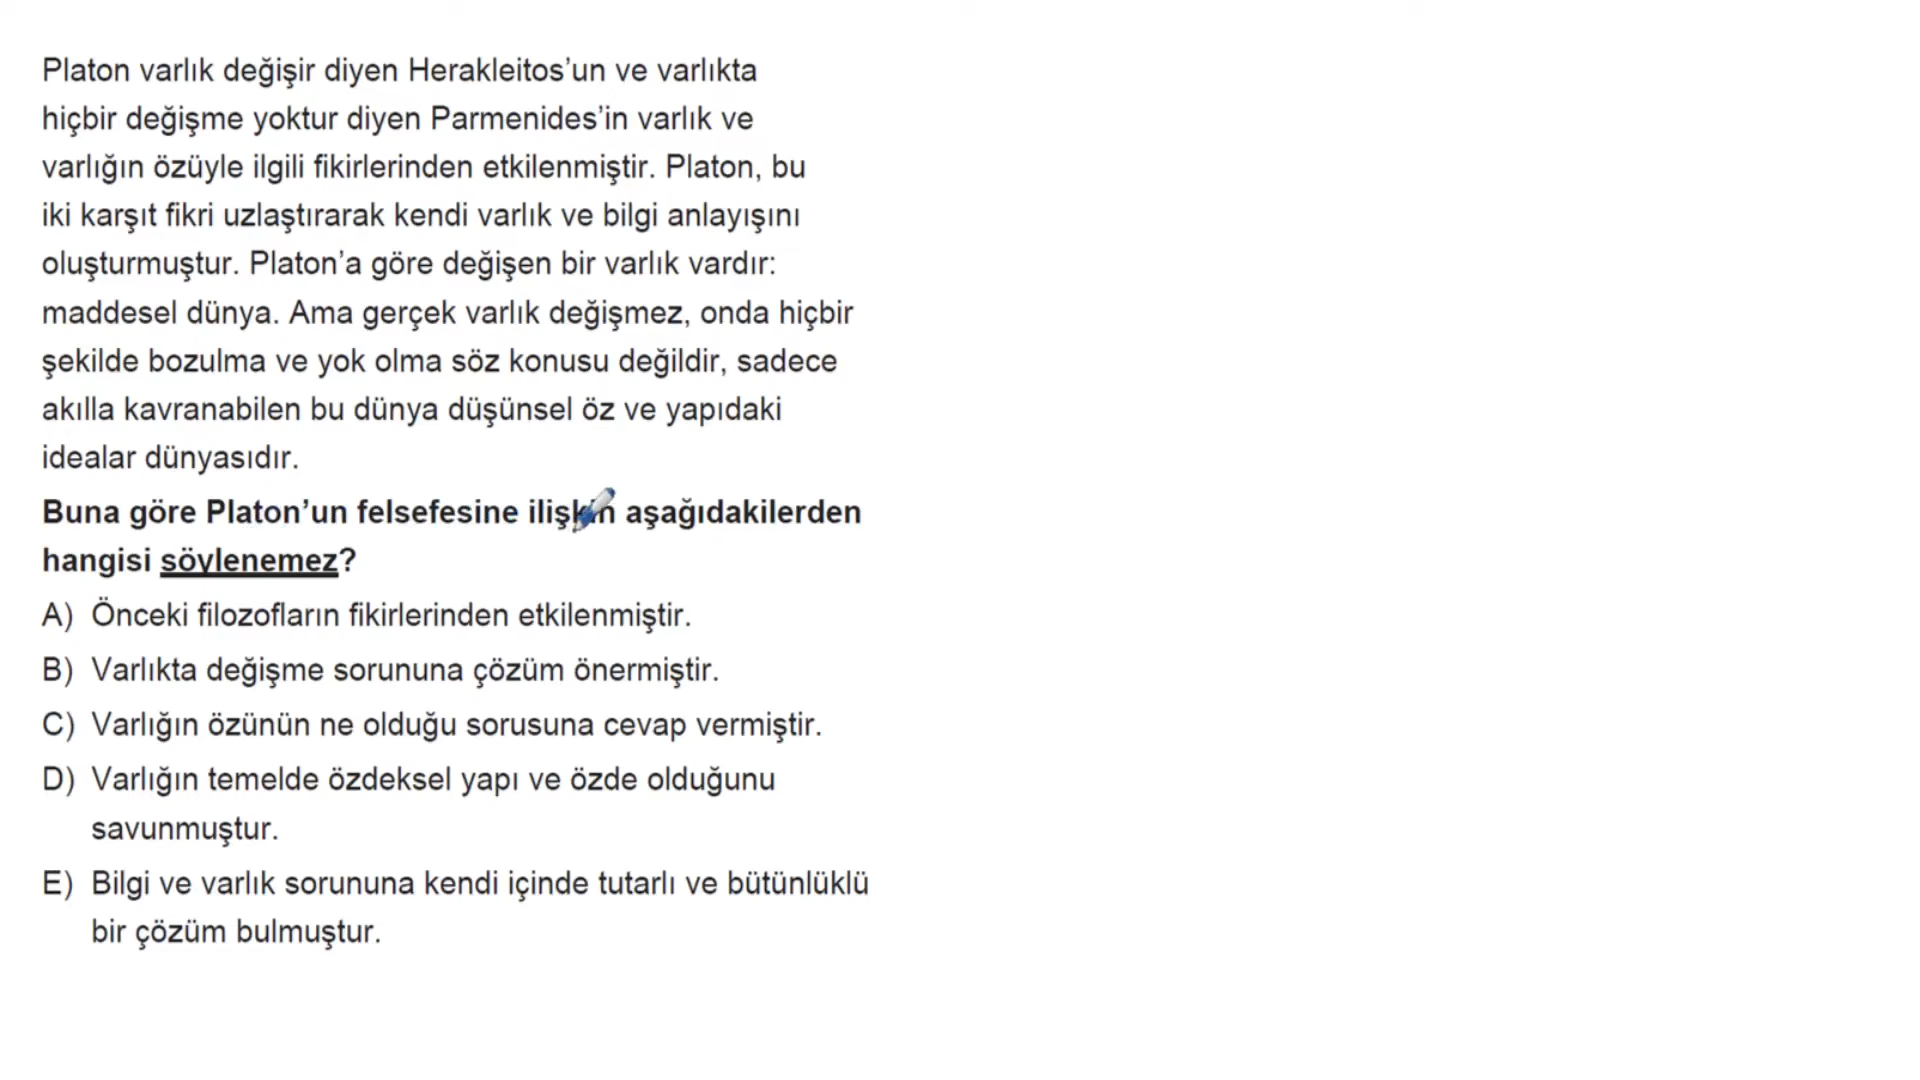 Platon varlık değişir diyen Herakleitos’un ve varlıkta
hiçbir değişme yoktur diyen Parmenides’in varlık ve
varlığın özüyle ilgili fikirlerinden etkilenmiştir. Platon, bu
iki karşıt fikri uzlaştırarak kendi varlık ve bilgi anlayışını
oluşturmuştur. Platon’a göre değişen bir varlık vardır:
maddesel dünya. Ama gerçek varlık değişmez, onda hiçbir
şekilde bozulma ve yok olma söz konusu değildir, sadece
akılla kavranabilen bu dünya düşünsel öz ve yapıdaki
idealar dünyasıdır.
Buna göre Platon’un felsefesine ilişkin aşağıdakilerden
hangisi söylenemez?
A) Önceki filozofların fikirlerinden etkilenmiştir.
B) Varlıkta değişme sorununa çözüm önermiştir.
C) Varlığın özünün ne olduğu sorusuna cevap vermiştir.
D) Varlığın temelde özdeksel yapı ve özde olduğunu
savunmuştur.
E) Bilgi ve varlık sorununa kendi içinde tutarlı ve bütünlüklü
bir çözüm bulmuştur.